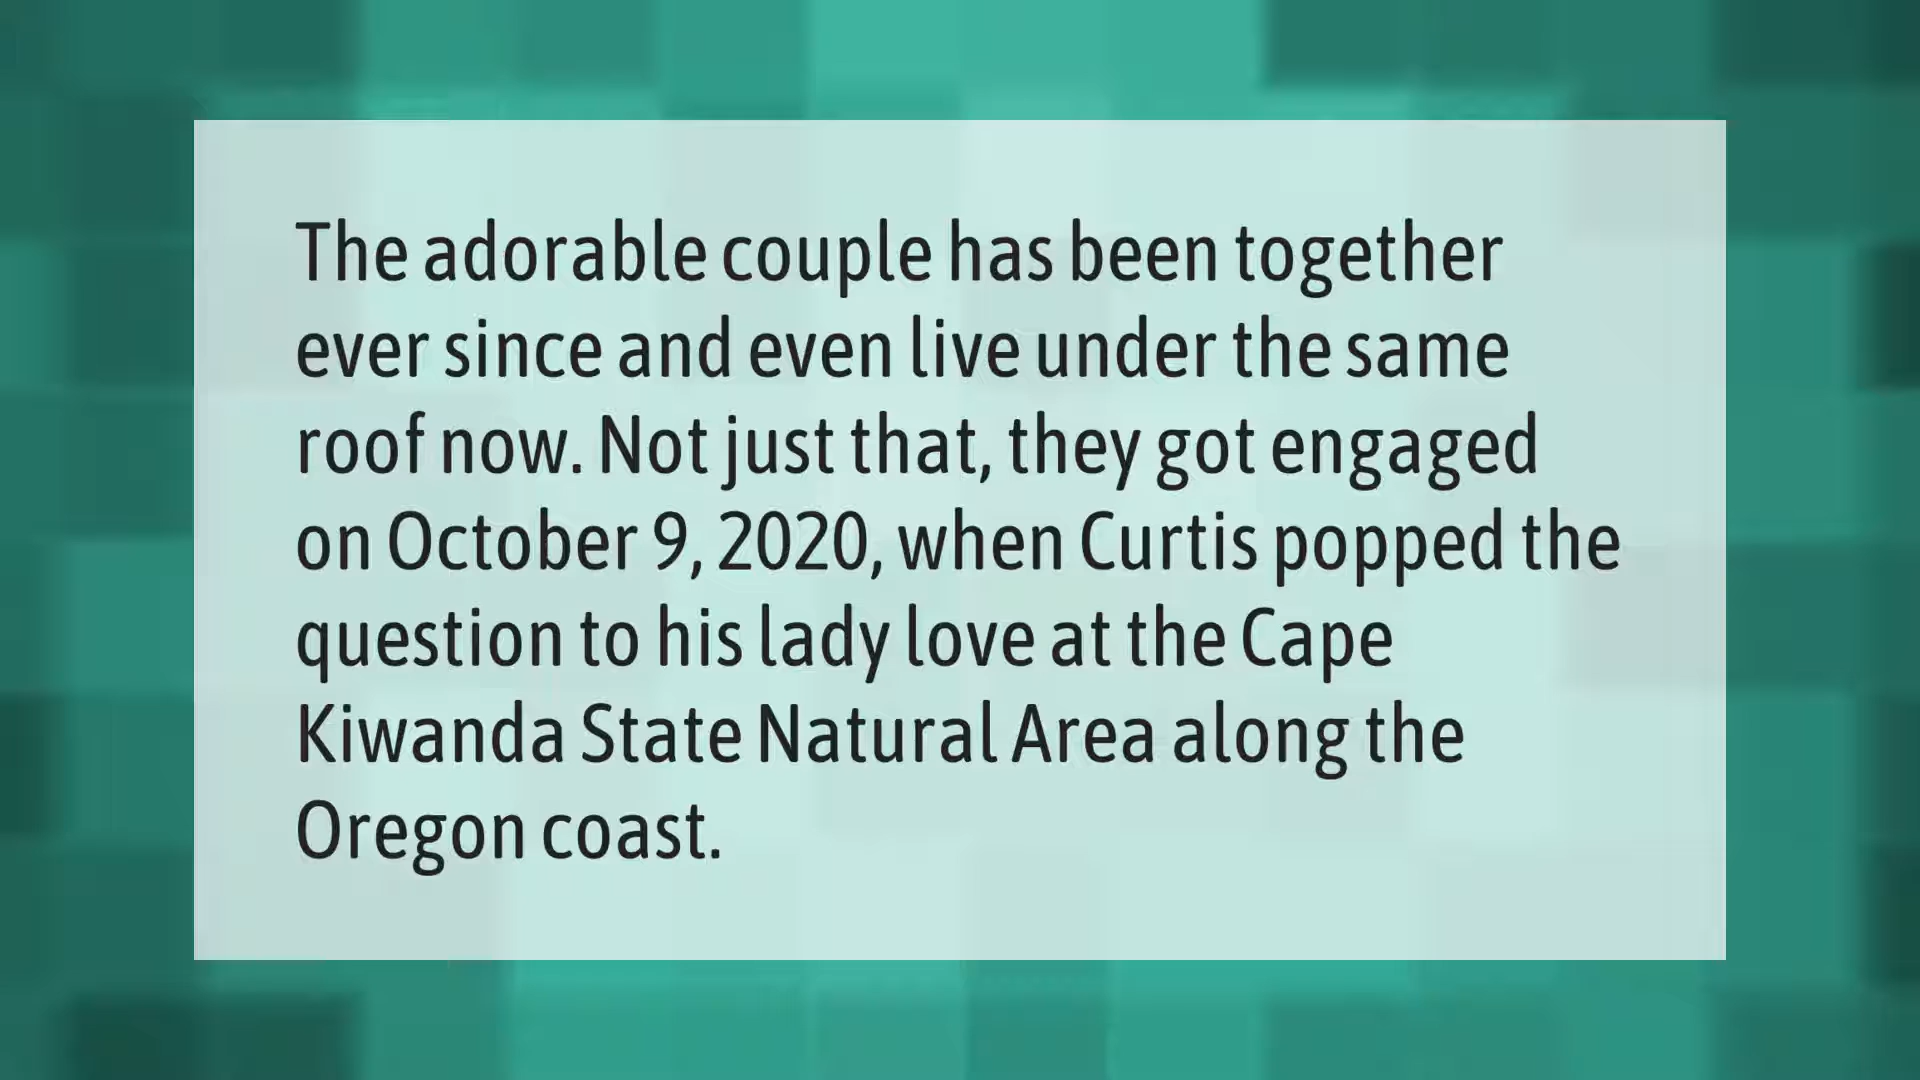 The adorable couple has been together
ever since and even live under the same
roof now. Not just that, they got engaged
on October 9, 2020, when Curtis popped the
question to his lady love at the Cape
Kiwanda State Natural Area along the
Oregon coast.